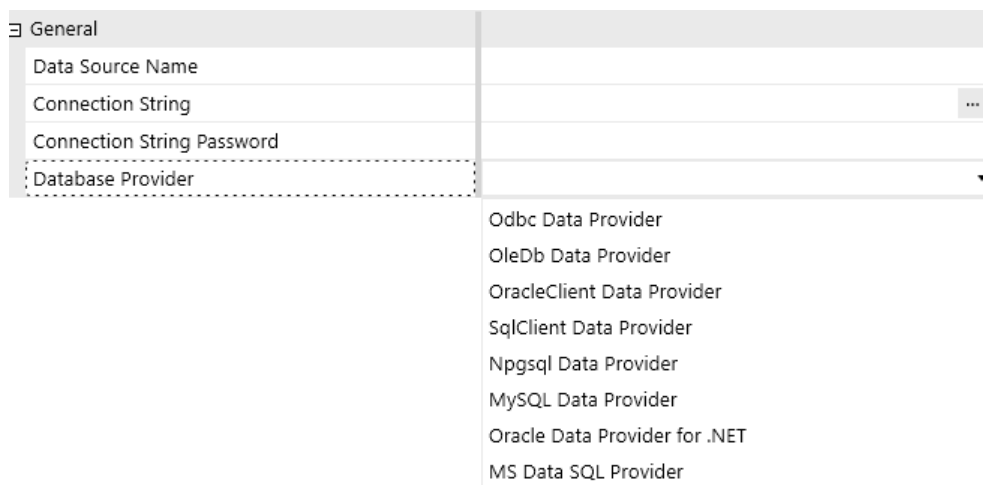 General
Data Source Name
Connection String
...
Connection String Password
Database Provider
Odbc Data Provider
OleDb Data Provider
OracleClient Data Provider
SqlClient Data Provider
Npgsql Data Provider
MySQL Data Provider
Oracle Data Provider for .NET
MS Data SQL Provider